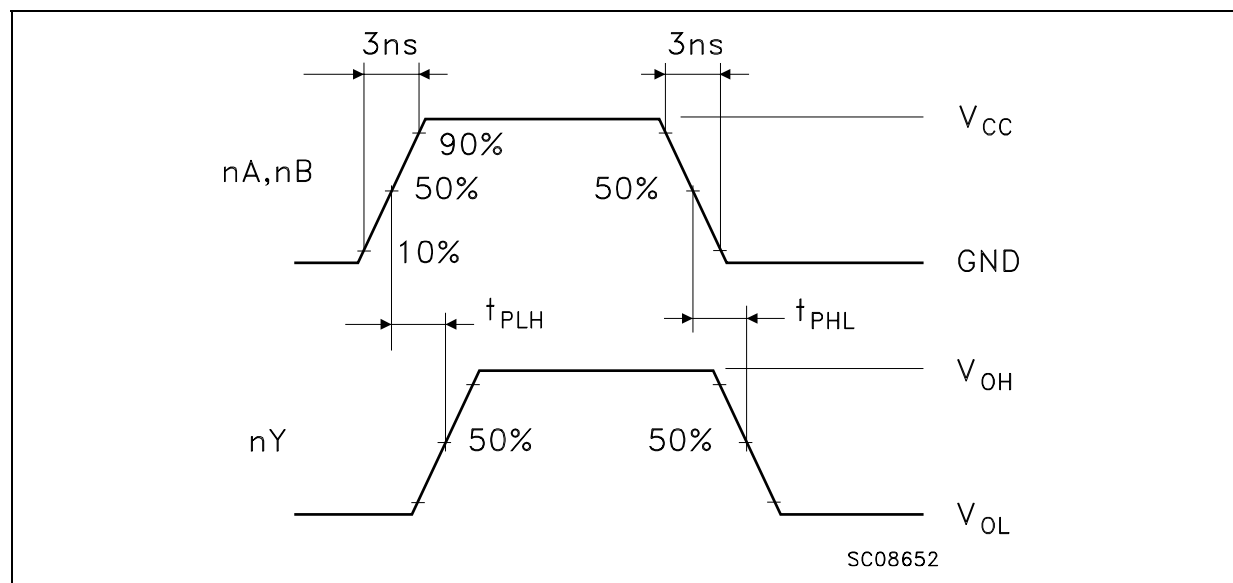 3ns 3ns
V_CC
90%
nA,nB 50% 50%
10% GND
t_PLH t_PHL
V_OH
nY 50% 50%
V_OL
SC08652